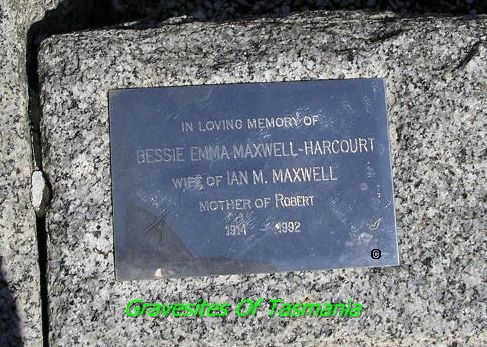 IN LOVING MEMORY OF
BESSIE EMMA MAXWELL-HARCOURT
WIFE OF IAN M. MAXWELL
MOTHER OF ROBERT
1914 1992
©
Gravesites Of Tasmania